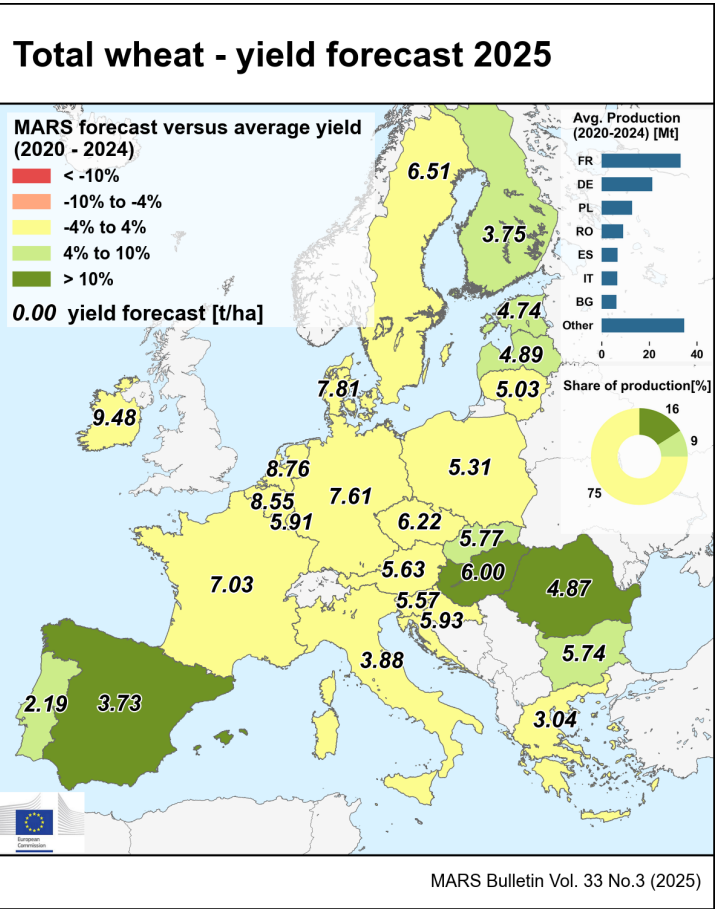 Total wheat - yield forecast 2025
MARS forecast versus average yield
(2020 - 2024)
< -10%
-10% to -4%
-4% to 4%
4% to 10%
> 10%
0.00 yield forecast [t/ha]
Avg. Production
(2020-2024) [Mt]
FR
DE
PL
RO
ES
IT
BG
Other
0 20 40
Share of production[%]
16
9
75
6.51
3.75
4.74
4.89
5.03
7.81
9.48
8.76
5.31
7.61
8.55
5.91
6.22
5.77
6.00
5.63
4.87
7.03
5.57
5.93
5.74
3.88
2.19
3.73
3.04
European
Commission
MARS Bulletin Vol. 33 No.3 (2025)